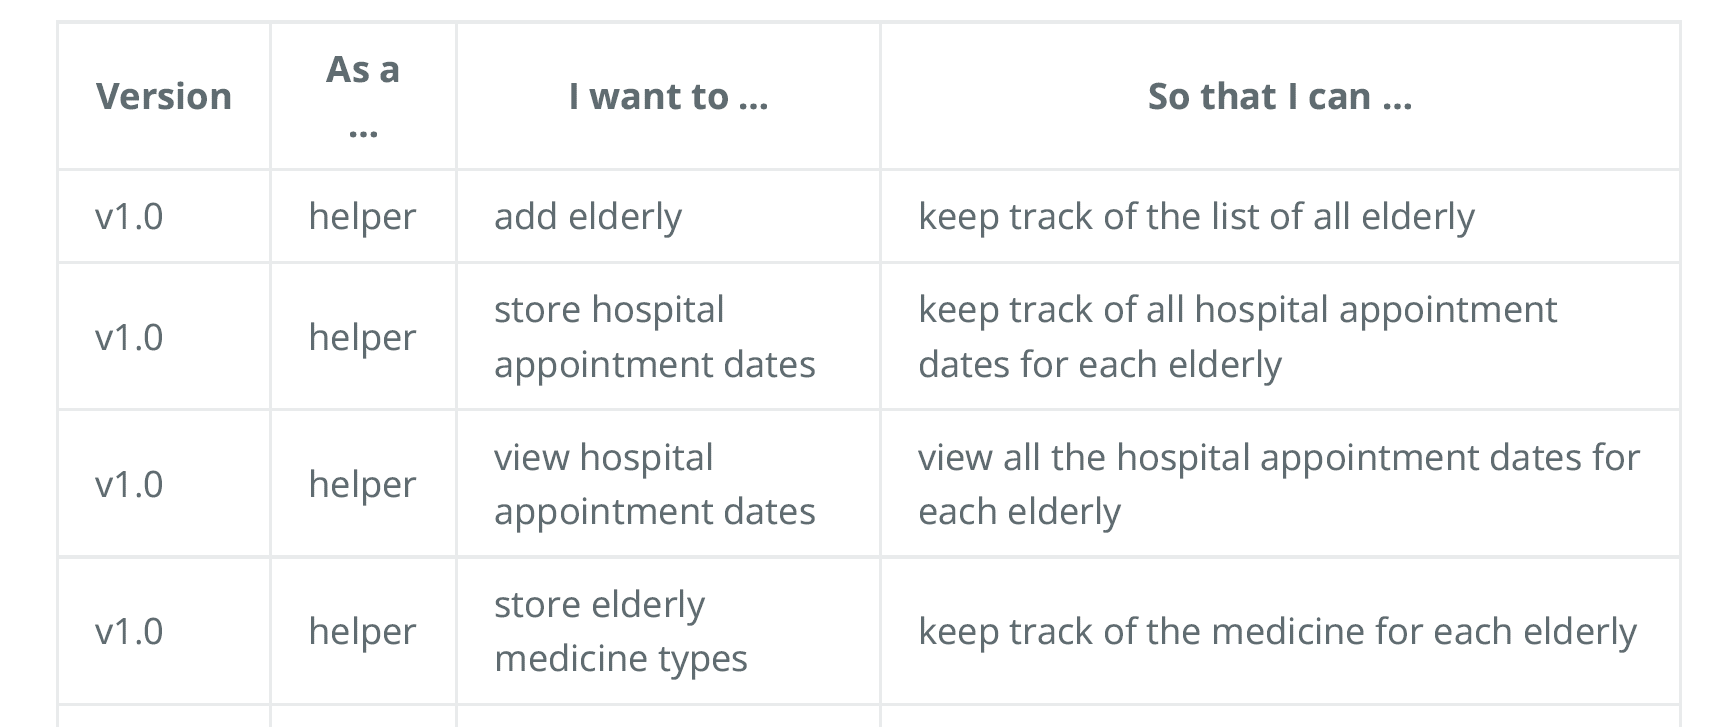 Version
As a
...
I want to ...
So that I can ...
v1.0
helper
add elderly
keep track of the list of all elderly
v1.0
helper
store hospital
appointment dates
keep track of all hospital appointment
dates for each elderly
v1.0
helper
view hospital
appointment dates
view all the hospital appointment dates for
each elderly
v1.0
helper
store elderly
medicine types
keep track of the medicine for each elderly